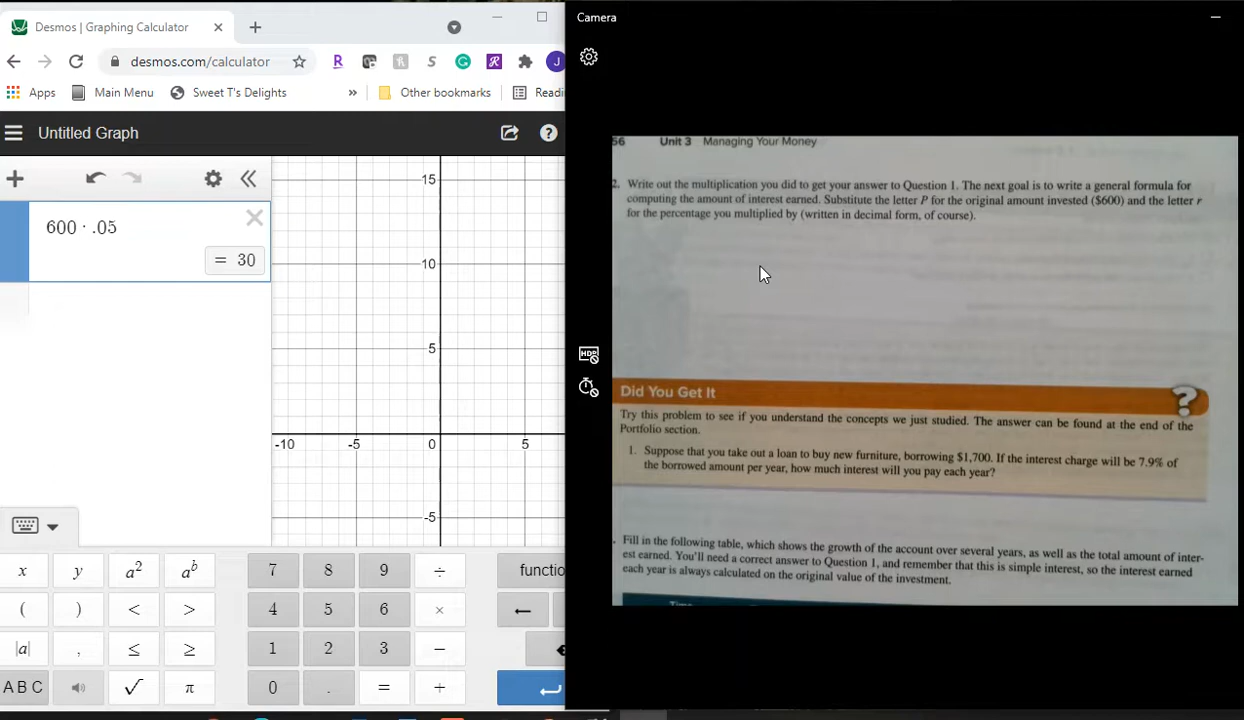 Desmos | Graphing Calculator
desmos.com/calculator
Apps Main Menu Sweet T's Delights » Other bookmarks
Untitled Graph
600 · .05
= 30
15
10
5
-10 -5 0 5
-5
x y a² aᵇ 7 8 9 ÷
( ) < > 4 5 6 ×
|a| , ≤ ≥ 1 2 3 −
A B C √ π 0 . = +
Camera
56 Unit 3 Managing Your Money
2. Write out the multiplication you did to get your answer to Question 1. The next goal is to write a general formula for
computing the amount of interest earned. Substitute the letter P for the original amount invested ($600) and the letter r
for the percentage you multiplied by (written in decimal form, of course).
Did You Get It
?
Try this problem to see if you understand the concepts we just studied. The answer can be found at the end of the
Portfolio section.
1. Suppose that you take out a loan to buy new furniture, borrowing $1,700. If the interest charge will be 7.9% of
the borrowed amount per year, how much interest will you pay each year?
. Fill in the following table, which shows the growth of the account over several years, as well as the total amount of inter-
est earned. You'll need a correct answer to Question 1, and remember that this is simple interest, so the interest earned
each year is always calculated on the original value of the investment.